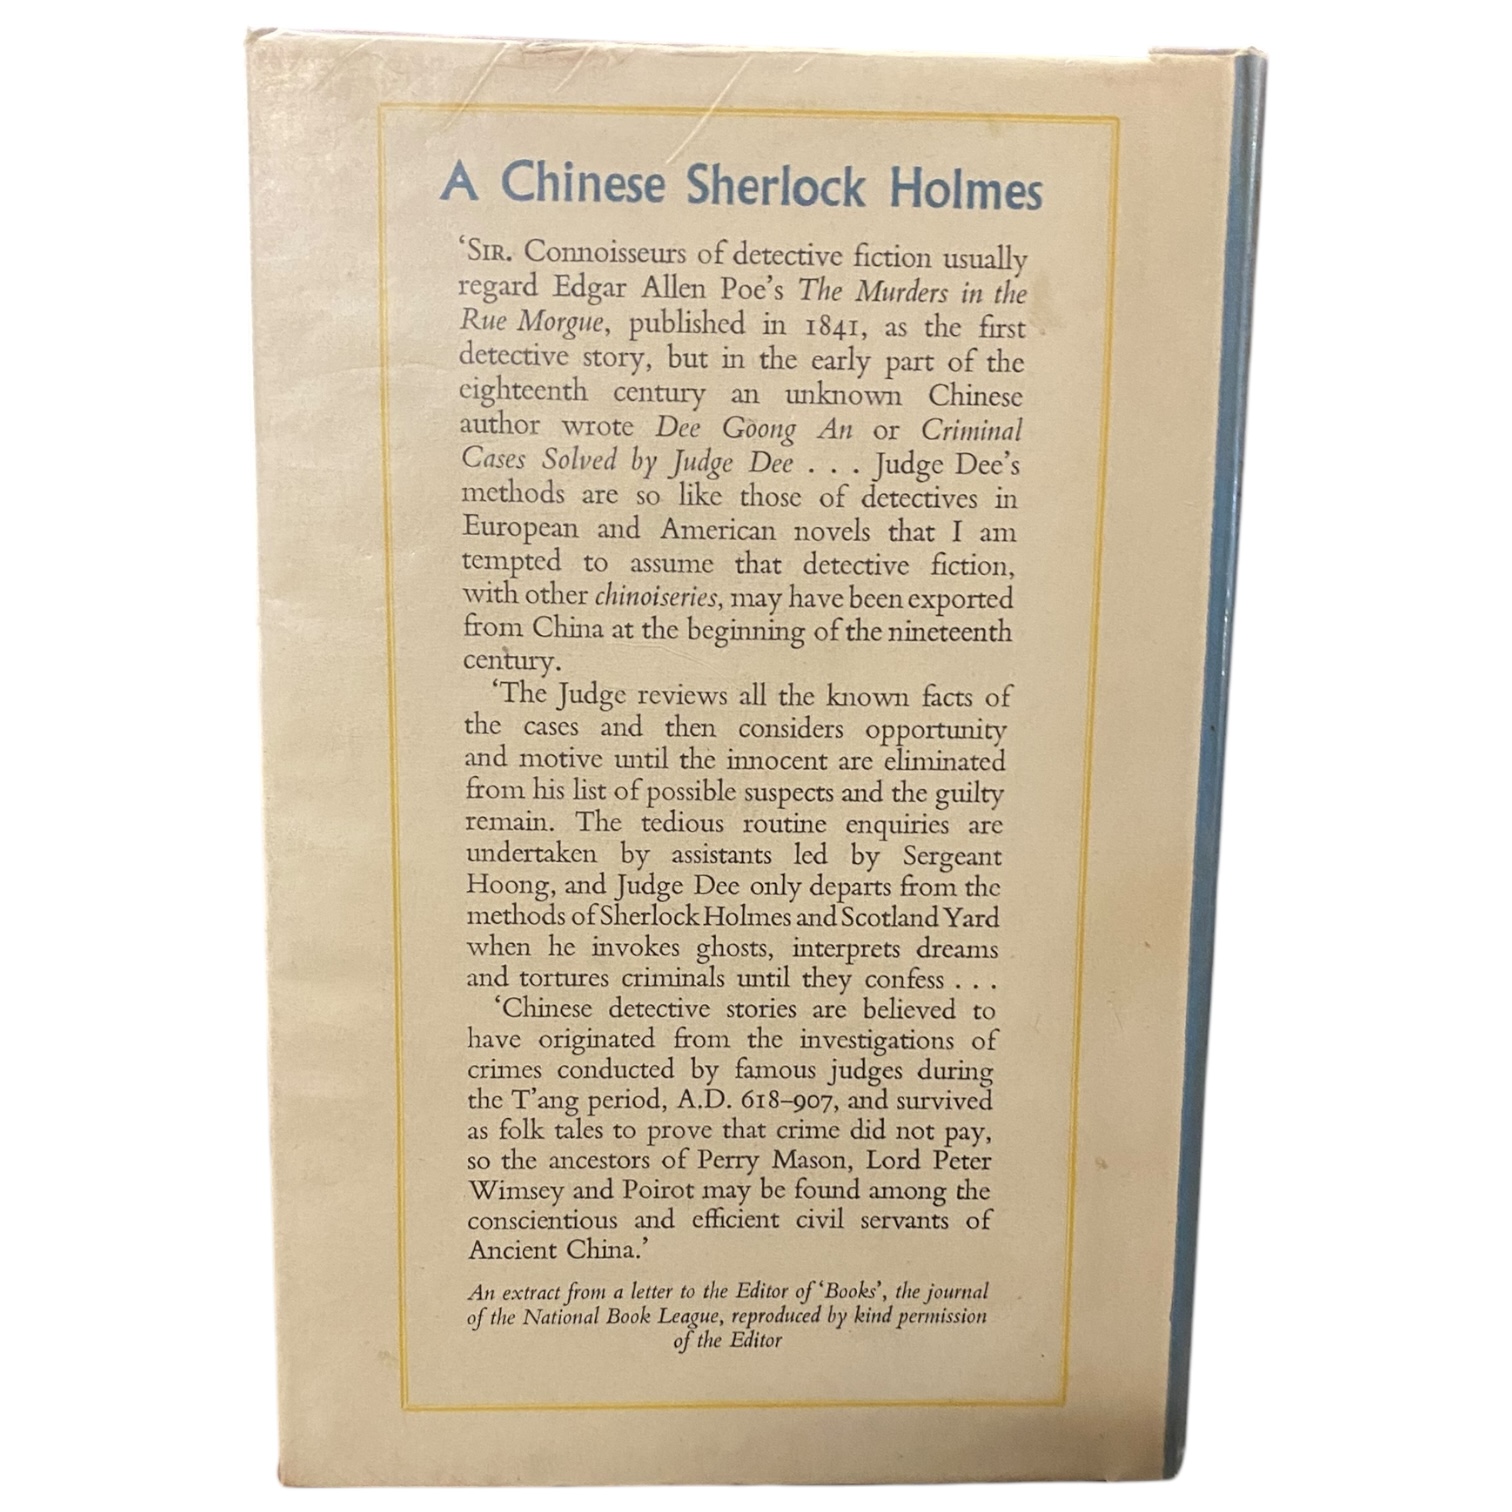 A Chinese Sherlock Holmes
‘SIR. Connoisseurs of detective fiction usually
regard Edgar Allen Poe’s The Murders in the
Rue Morgue, published in 1841, as the first
detective story, but in the early part of the
eighteenth century an unknown Chinese
author wrote Dee Goong An or Criminal
Cases Solved by Judge Dee . . . Judge Dee’s
methods are so like those of detectives in
European and American novels that I am
tempted to assume that detective fiction,
with other chinoiseries, may have been exported
from China at the beginning of the nineteenth
century.
‘The Judge reviews all the known facts of
the cases and then considers opportunity
and motive until the innocent are eliminated
from his list of possible suspects and the guilty
remain. The tedious routine enquiries are
undertaken by assistants led by Sergeant
Hoong, and Judge Dee only departs from the
methods of Sherlock Holmes and Scotland Yard
when he invokes ghosts, interprets dreams
and tortures criminals until they confess . . .
‘Chinese detective stories are believed to
have originated from the investigations of
crimes conducted by famous judges during
the T’ang period, A.D. 618–907, and survived
as folk tales to prove that crime did not pay,
so the ancestors of Perry Mason, Lord Peter
Wimsey and Poirot may be found among the
conscientious and efficient civil servants of
Ancient China.’
An extract from a letter to the Editor of ‘Books’, the journal
of the National Book League, reproduced by kind permission
of the Editor